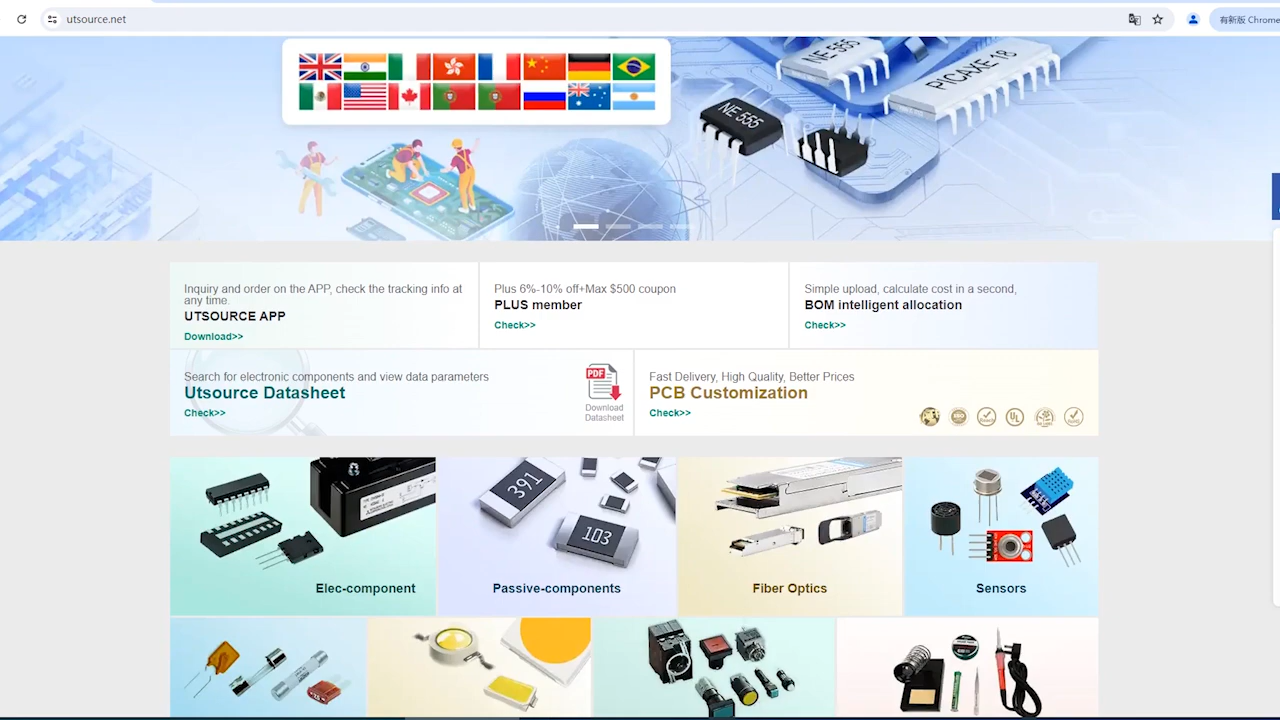 utsource.net
有新版 Chrome
NE 555
PICAXE-18
NE 555
Inquiry and order on the APP, check the tracking info at
any time.
UTSOURCE APP
Download>>
Plus 6%-10% off+Max $500 coupon
PLUS member
Check>>
Simple upload, calculate cost in a second,
BOM intelligent allocation
Check>>
Search for electronic components and view data parameters
Utsource Datasheet
Check>>
PDF
Download
Datasheet
Fast Delivery, High Quality, Better Prices
PCB Customization
Check>>
UL
391
103
Elec-component
Passive-components
Fiber Optics
Sensors